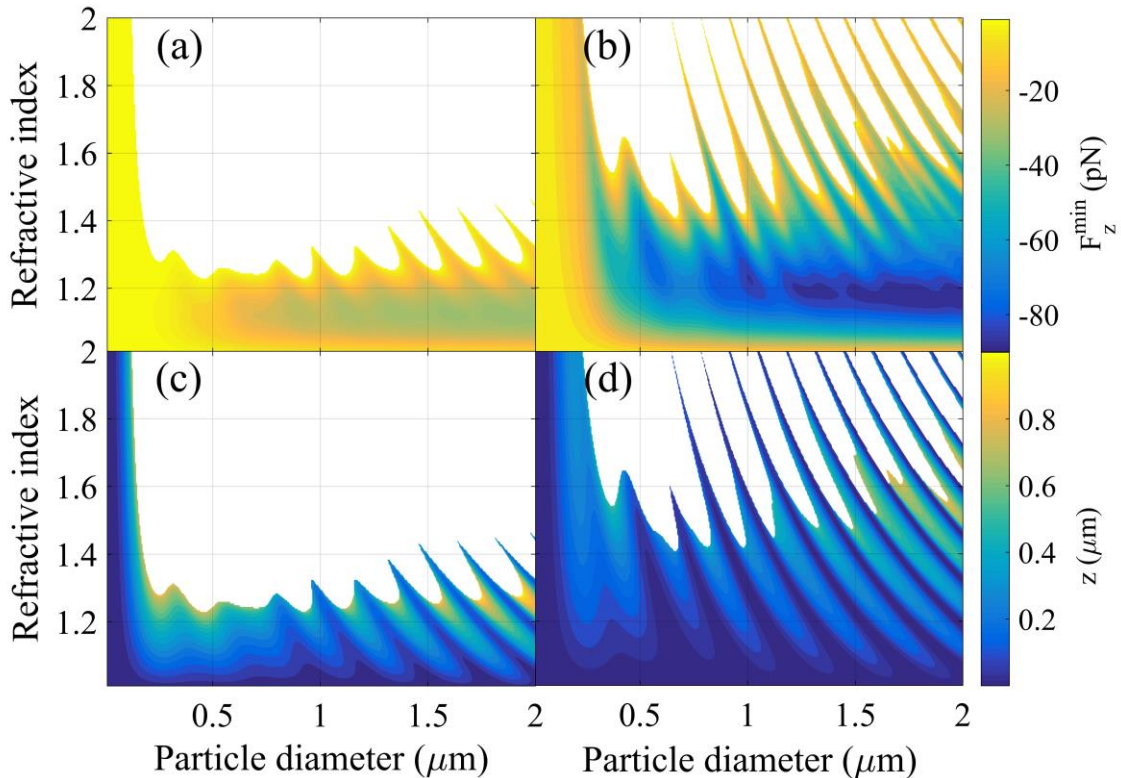 2
(a)
(b)
1.8
1.6
1.4
1.2
Refractive index
-20
-40
-60
-80
F_z^min (pN)
2
(c)
(d)
1.8
1.6
1.4
1.2
Refractive index
0.8
0.6
0.4
0.2
z (μm)
0.5 1 1.5 2
0.5 1 1.5 2
Particle diameter (μm)
Particle diameter (μm)